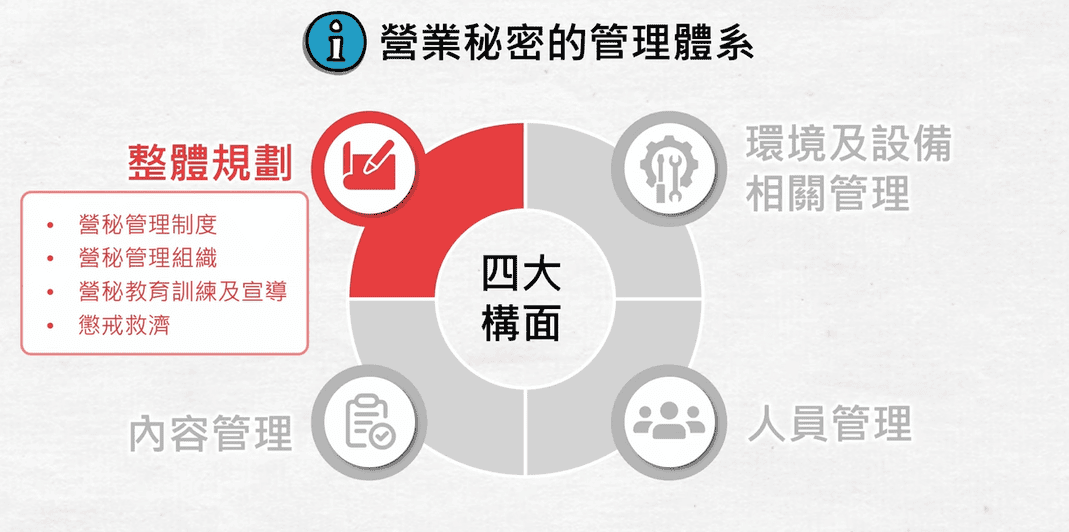 i 營業秘密的管理體系
整體規劃
• 營秘管理制度
• 營秘管理組織
• 營秘教育訓練及宣導
• 懲戒救濟
環境及設備
相關管理
四大
構面
內容管理
人員管理